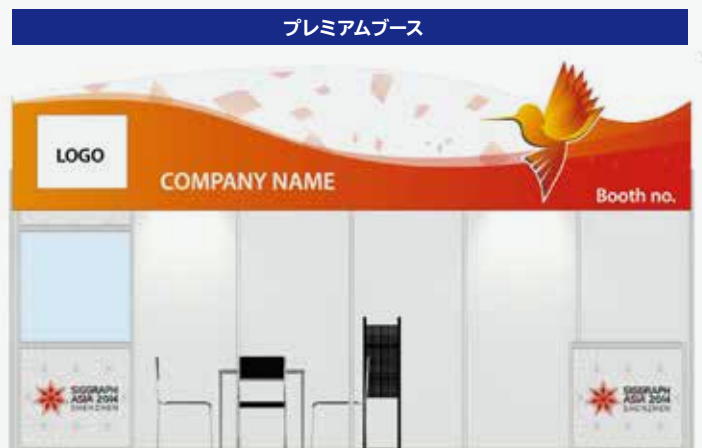 プレミアムブース
LOGO
COMPANY NAME
Booth no.
SIGGRAPH
ASIA 2014
SHENZHEN
SIGGRAPH
ASIA 2014
SHENZHEN